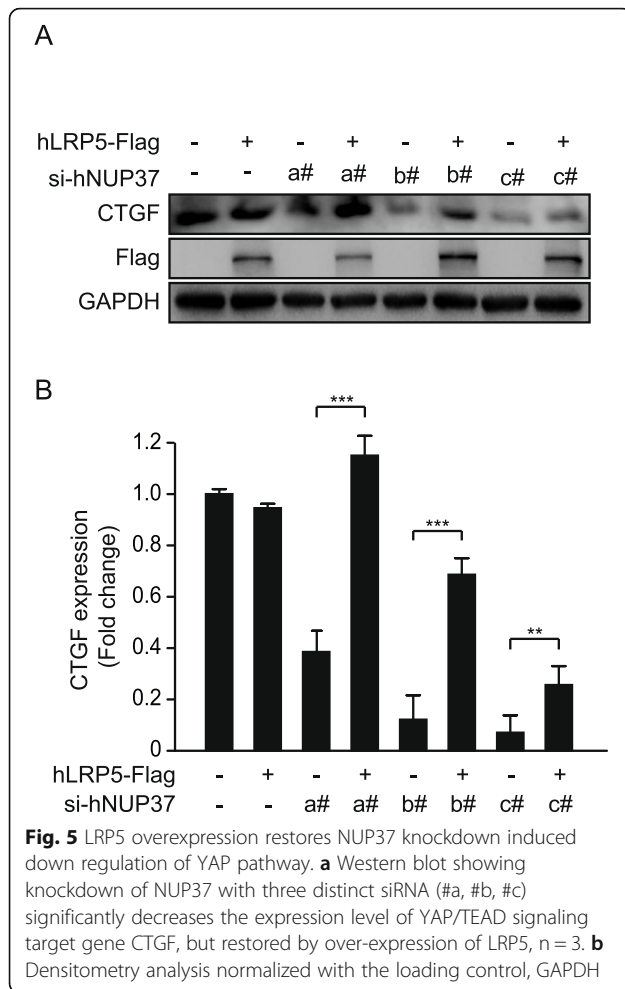 A
hLRP5-Flag - + - + - + - +
si-hNUP37 - - a# a# b# b# c# c#
CTGF
Flag
GAPDH
B
*** *** **
CTGF expression
(Fold change)
1.2
1.0
0.8
0.6
0.4
0.2
0
hLRP5-Flag - + - + - + - +
si-hNUP37 - - a# a# b# b# c# c#
Fig. 5 LRP5 overexpression restores NUP37 knockdown induced
down regulation of YAP pathway. a Western blot showing
knockdown of NUP37 with three distinct siRNA (#a, #b, #c)
significantly decreases the expression level of YAP/TEAD signaling
target gene CTGF, but restored by over-expression of LRP5, n = 3. b
Densitometry analysis normalized with the loading control, GAPDH